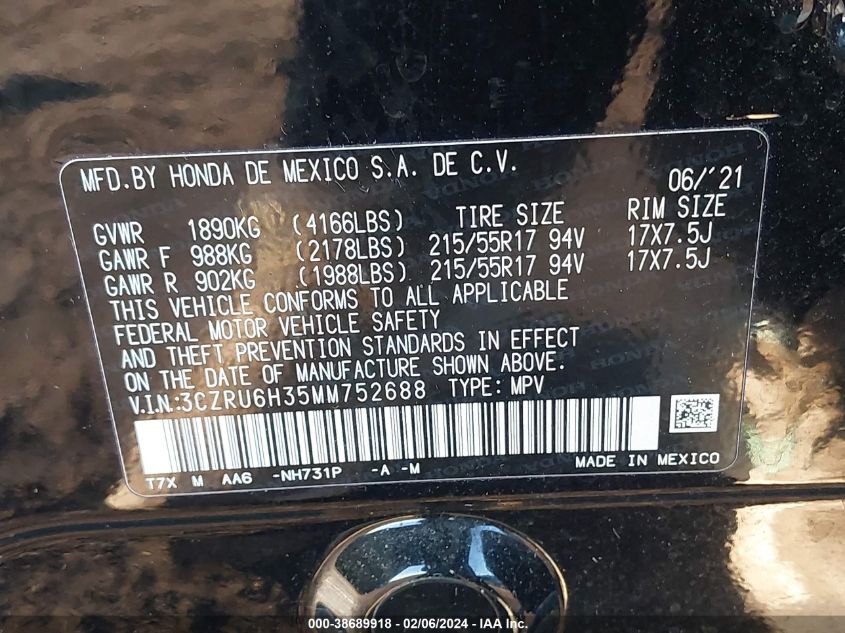 MFD.BY HONDA DE MEXICO S.A. DE C.V. 06/'21
GVWR 1890KG (4166LBS) TIRE SIZE RIM SIZE
GAWR F 988KG (2178LBS) 215/55R17 94V 17X7.5J
GAWR R 902KG (1988LBS) 215/55R17 94V 17X7.5J
THIS VEHICLE CONFORMS TO ALL APPLICABLE
FEDERAL MOTOR VEHICLE SAFETY
AND THEFT PREVENTION STANDARDS IN EFFECT
ON THE DATE OF MANUFACTURE SHOWN ABOVE.
V.I.N:3CZRU6H35MM752688 TYPE: MPV
T7X M AA6 -NH731P -A -M MADE IN MEXICO
000-38689918 - 02/06/2024 - IAA Inc.